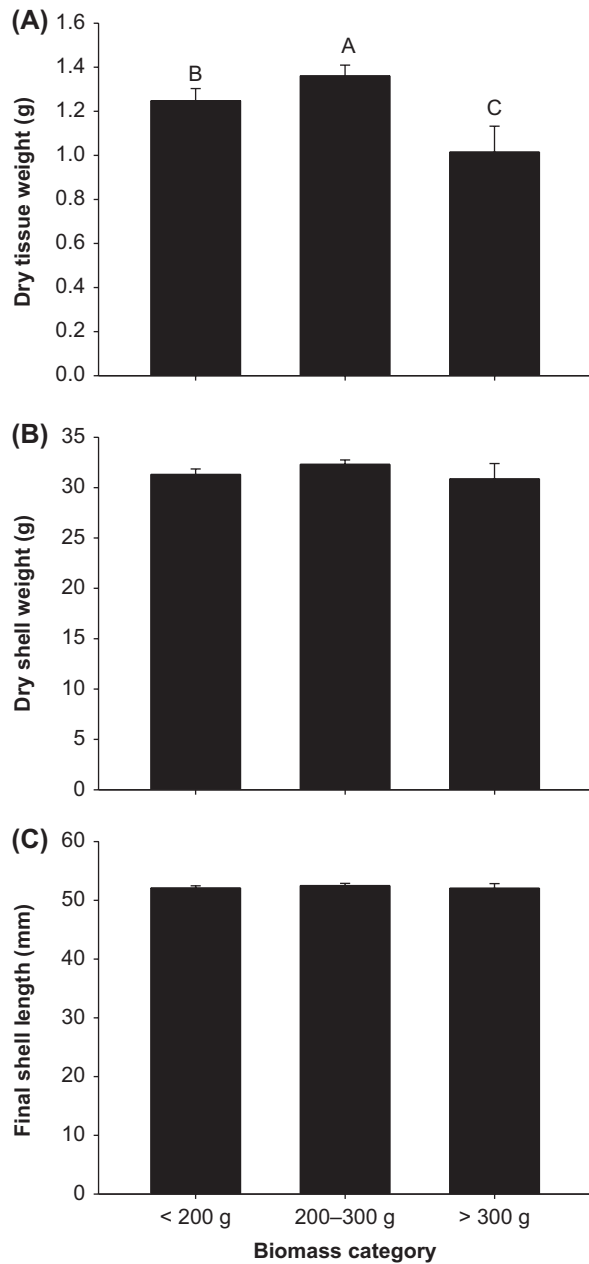 (A)
Dry tissue weight (g)
1.6
1.4
1.2
1.0
0.8
0.6
0.4
0.2
0.0
B
A
C
(B)
Dry shell weight (g)
35
30
25
20
15
10
5
0
(C)
Final shell length (mm)
60
50
40
30
20
10
0
< 200 g
200–300 g
> 300 g
Biomass category